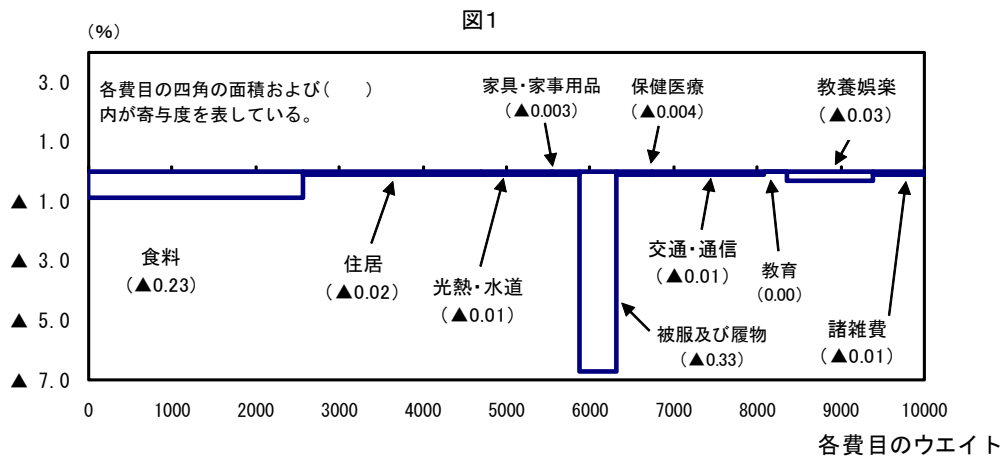 図1
(%)
3.0
1.0
▲ 1.0
▲ 3.0
▲ 5.0
▲ 7.0
各費目の四角の面積および(　　)
内が寄与度を表している。
家具・家事用品
(▲0.003)
保健医療
(▲0.004)
教養娯楽
(▲0.03)
食料
(▲0.23)
住居
(▲0.02)
光熱・水道
(▲0.01)
被服及び履物
(▲0.33)
交通・通信
(▲0.01)
教育
(0.00)
諸雑費
(▲0.01)
0 1000 2000 3000 4000 5000 6000 7000 8000 9000 10000
各費目のウエイト